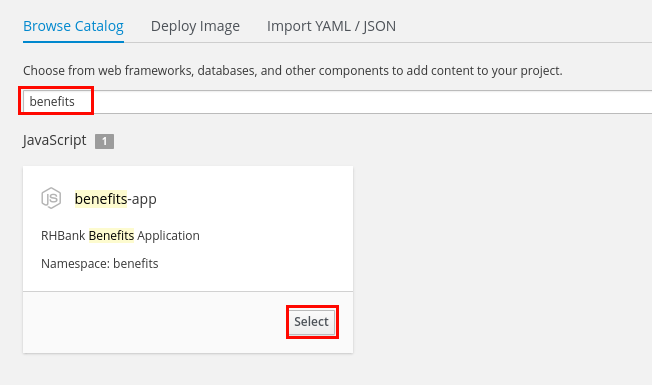 Browse Catalog Deploy Image Import YAML / JSON
Choose from web frameworks, databases, and other components to add content to your project.
benefits
JavaScript 1
JS benefits-app
RHBank Benefits Application
Namespace: benefits
Select